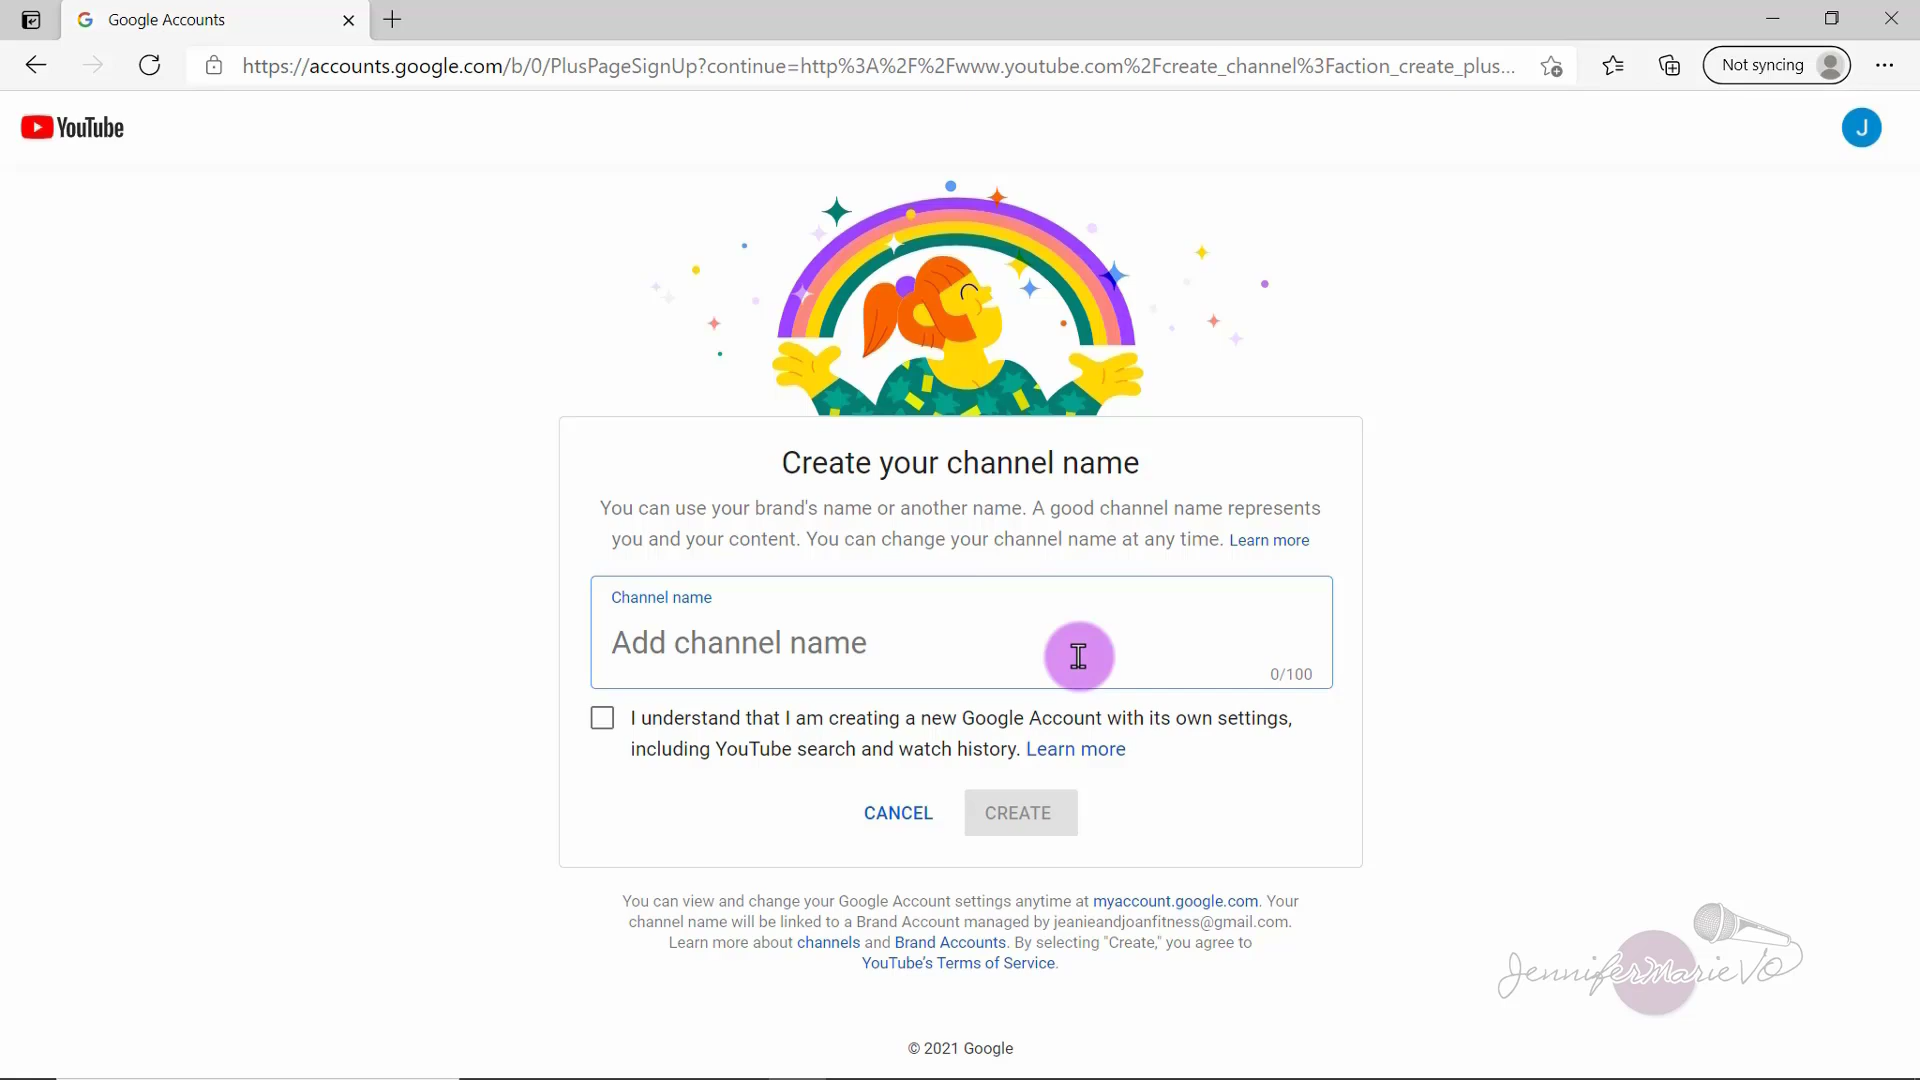 Google Accounts
https://accounts.google.com/b/0/PlusPageSignUp?continue=http%3A%2F%2Fwww.youtube.com%2Fcreate_channel%3Faction_create_plus...
Not syncing
YouTube
J
Create your channel name
You can use your brand's name or another name. A good channel name represents
you and your content. You can change your channel name at any time. Learn more
Channel name
Add channel name
0/100
I understand that I am creating a new Google Account with its own settings,
including YouTube search and watch history. Learn more
CANCEL
CREATE
You can view and change your Google Account settings anytime at myaccount.google.com. Your
channel name will be linked to a Brand Account managed by jeanieandjoanfitness@gmail.com.
Learn more about channels and Brand Accounts. By selecting "Create," you agree to
YouTube's Terms of Service.
JenniferMarieVO
© 2021 Google